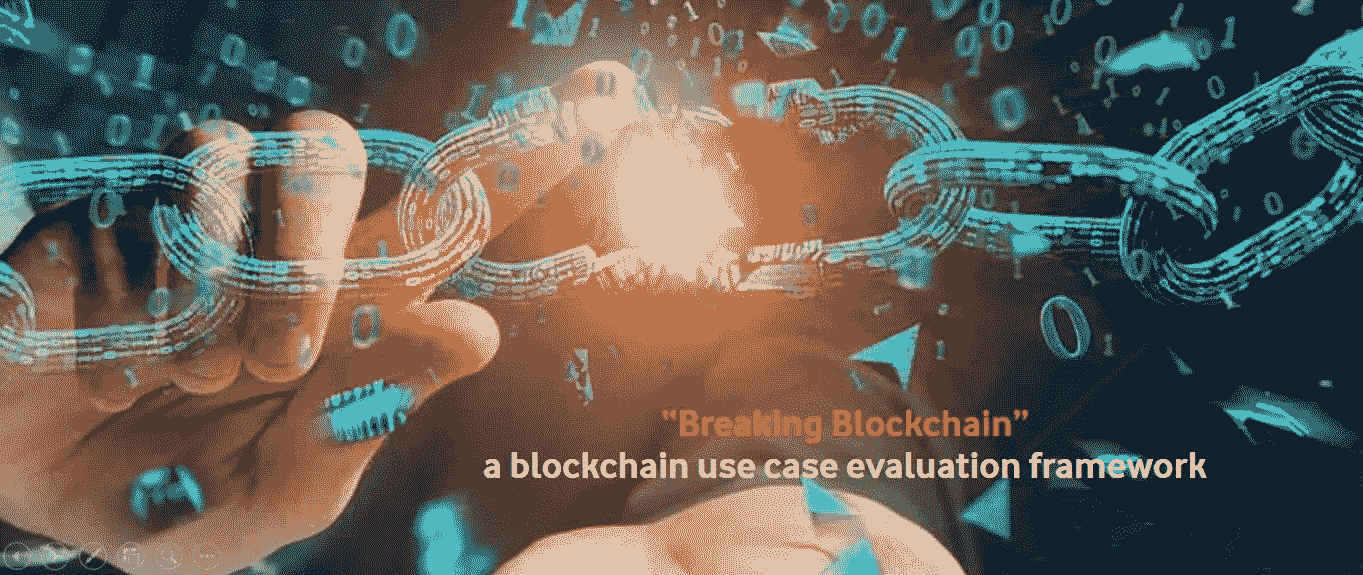 “Breaking Blockchain”
a blockchain use case evaluation framework